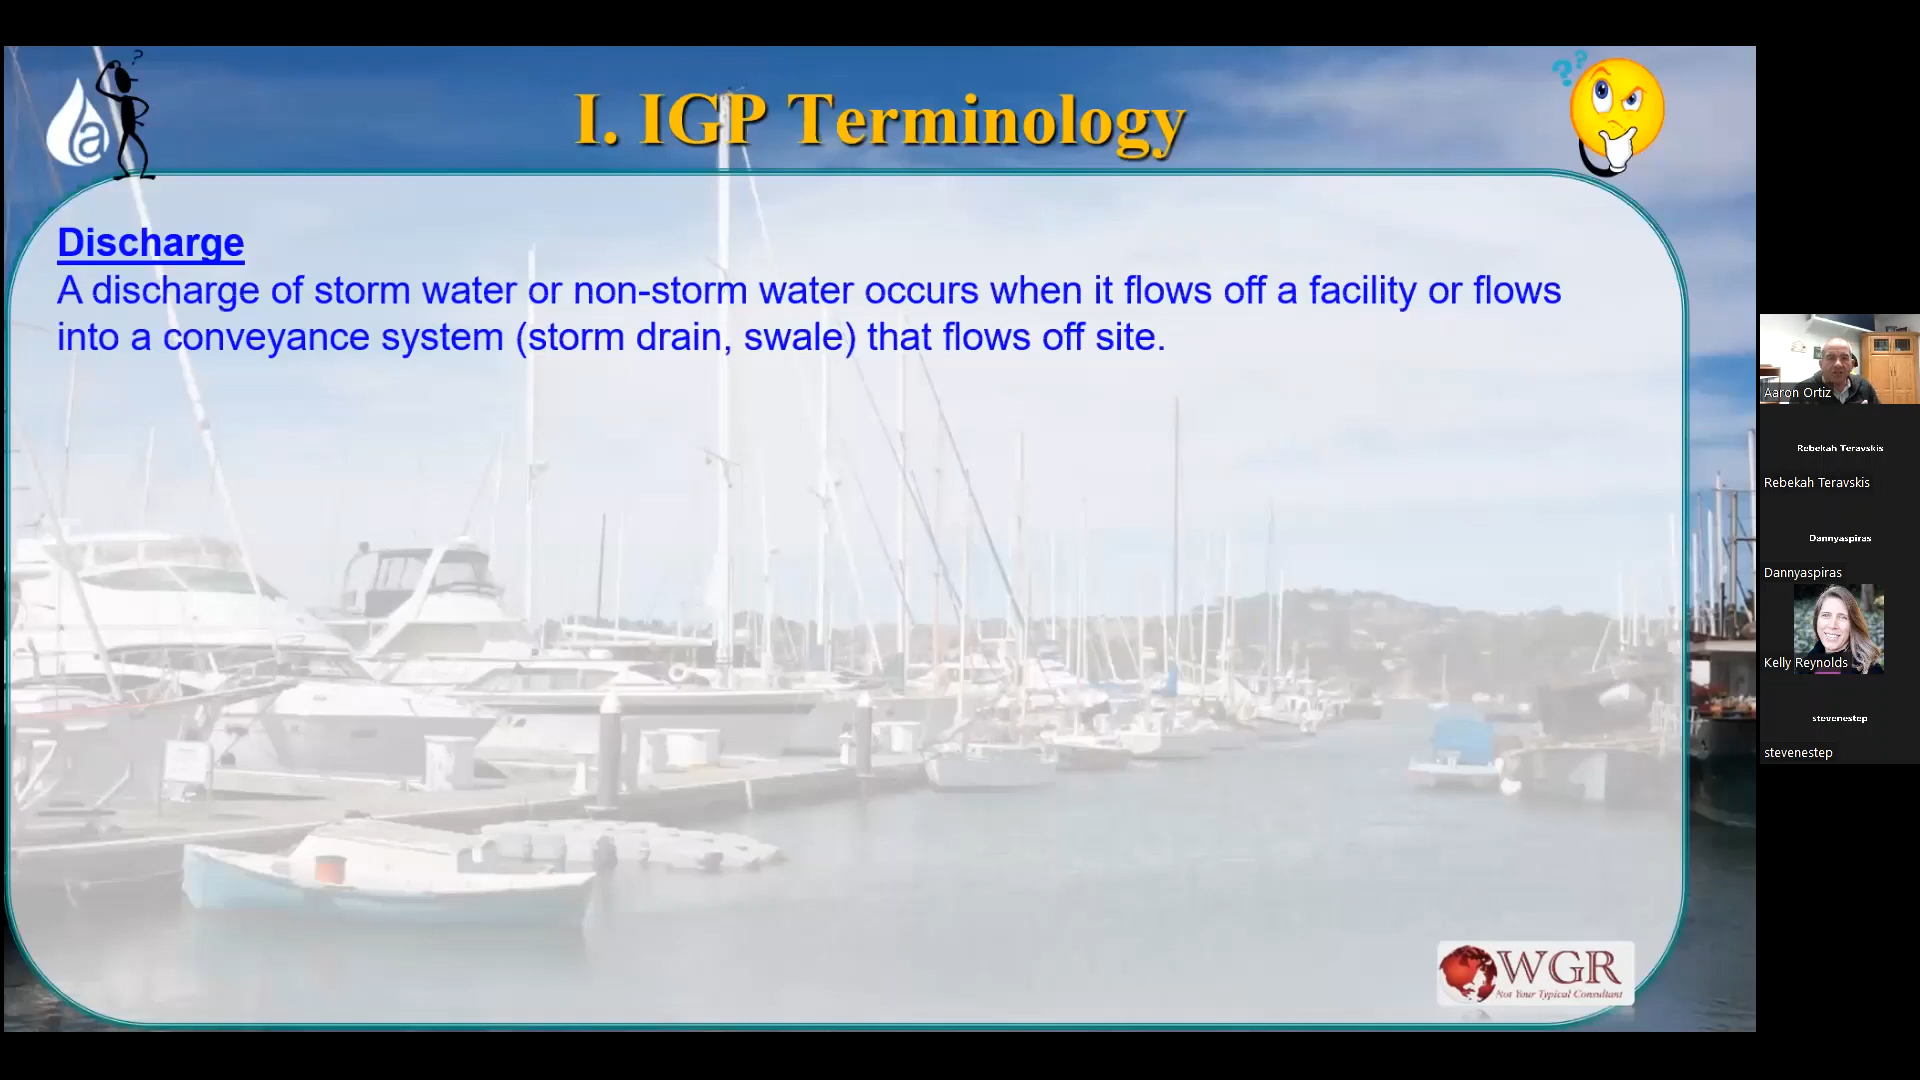 I. IGP Terminology
Discharge
A discharge of storm water or non-storm water occurs when it flows off a facility or flows
into a conveyance system (storm drain, swale) that flows off site.
WGR
Not Your Typical Consultant
Aaron Ortiz
Rebekah Teravskis
Rebekah Teravskis
Dannyaspiras
Dannyaspiras
Kelly Reynolds
stevenestep
stevenestep